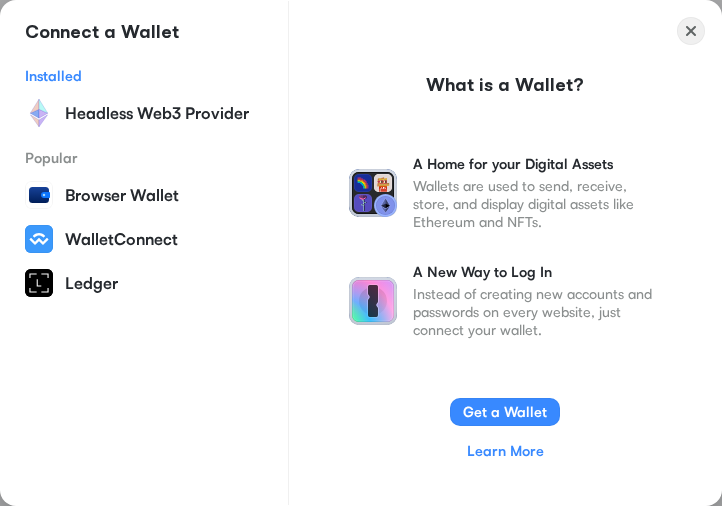 Connect a Wallet
Installed
Headless Web3 Provider
Popular
Browser Wallet
WalletConnect
Ledger
What is a Wallet?
A Home for your Digital Assets
Wallets are used to send, receive,
store, and display digital assets like
Ethereum and NFTs.
A New Way to Log In
Instead of creating new accounts and
passwords on every website, just
connect your wallet.
Get a Wallet
Learn More